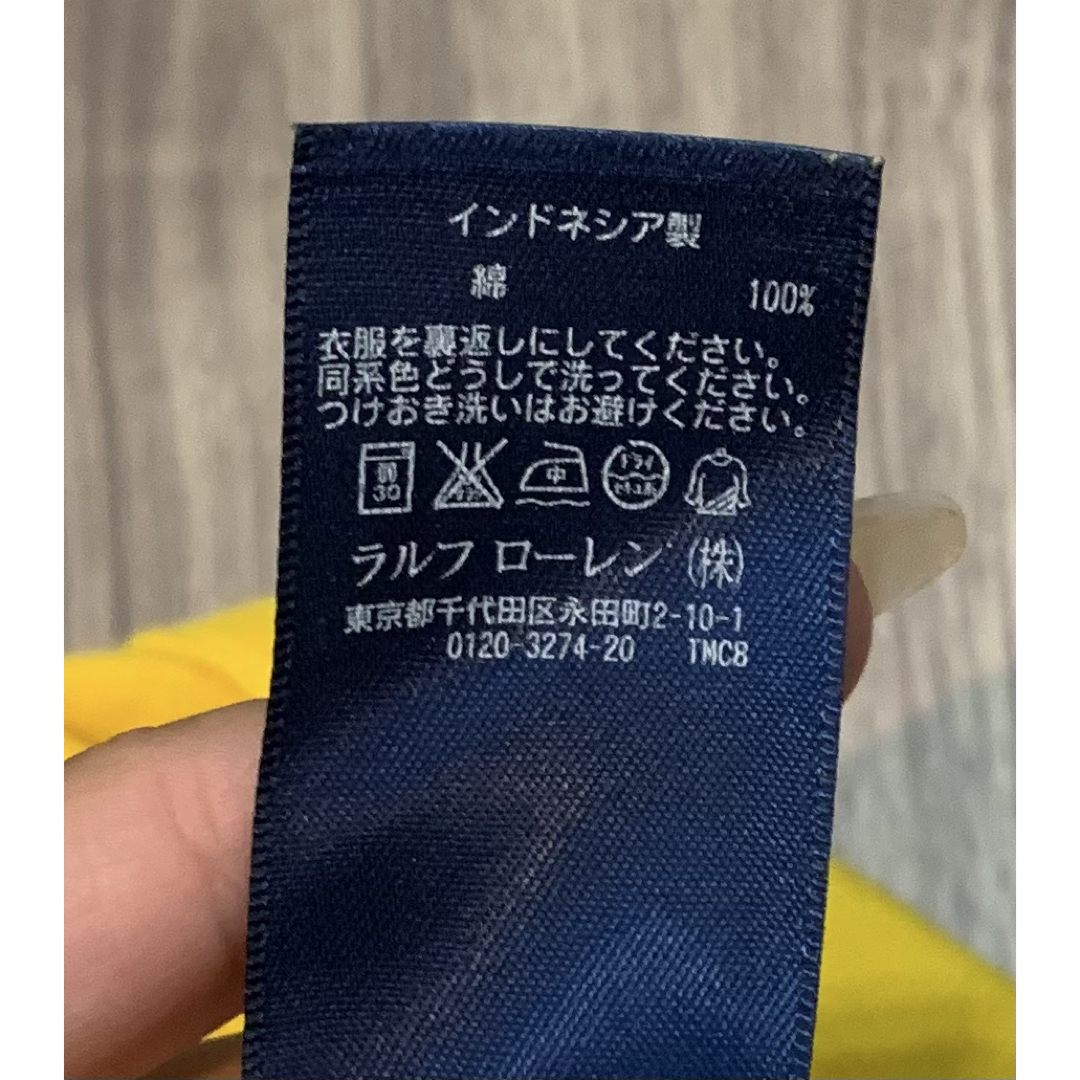 インドネシア製
綿 100%
衣服を裏返しにしてください。
同系色どうしで洗ってください。
つけおき洗いはお避けください。
30 中 ドライ
ラルフ ローレン (株)
東京都千代田区永田町2-10-1
0120-3274-20 TMC8